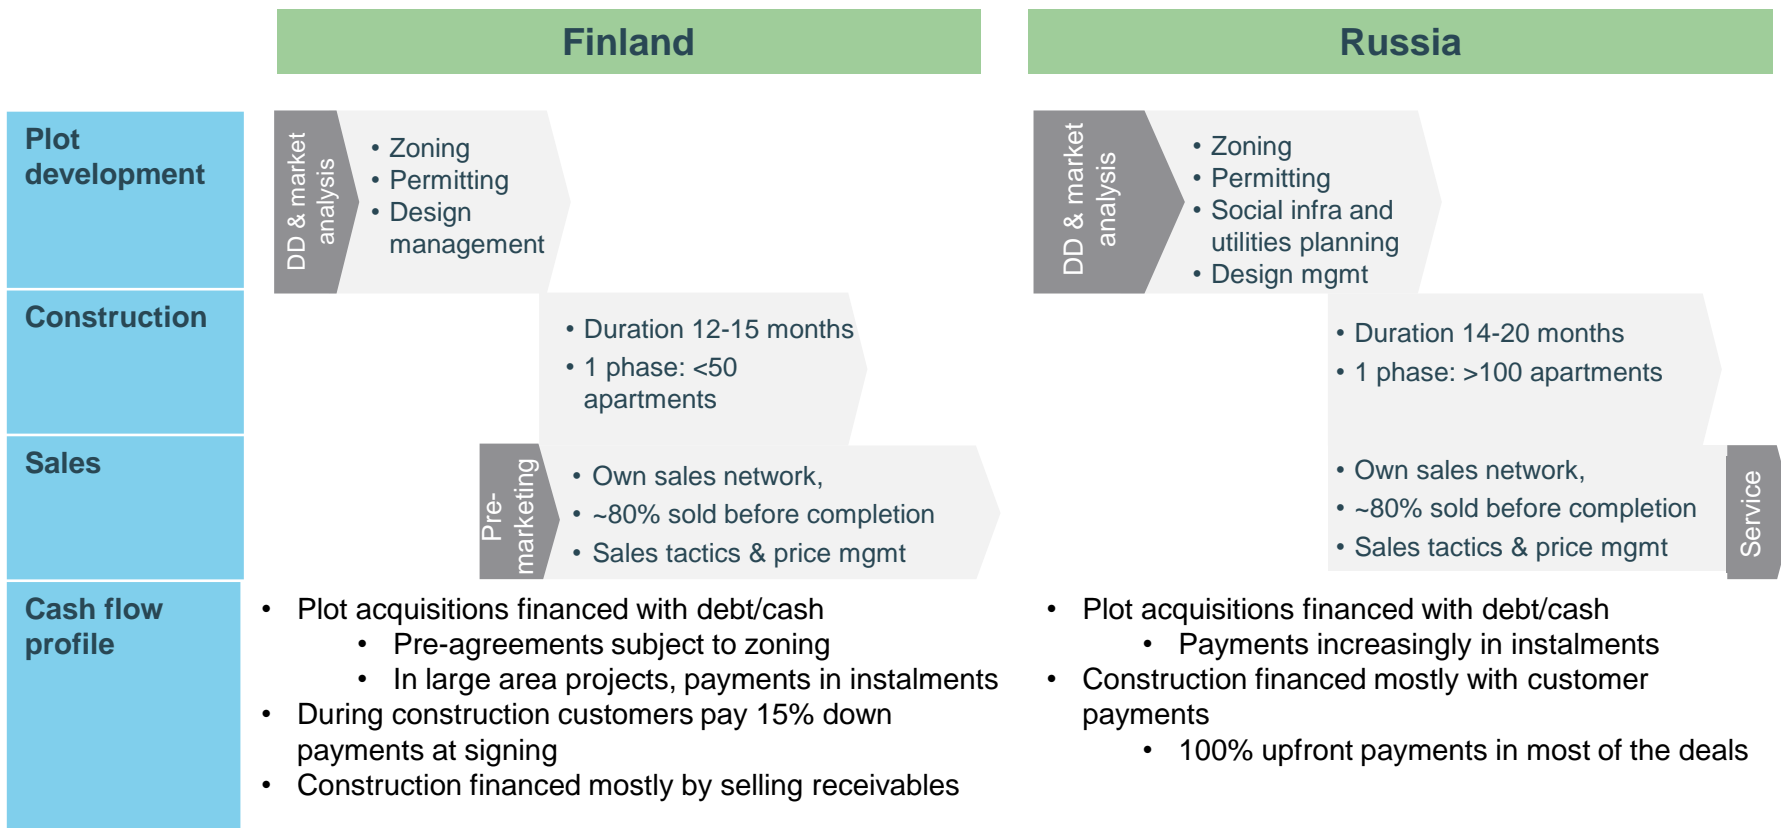 Finland
Russia
Plot
development
DD & market
analysis
• Zoning
• Permitting
• Design
management
DD & market
analysis
• Zoning
• Permitting
• Social infra and
utilities planning
• Design mgmt
Construction
• Duration 12-15 months
• 1 phase: <50
apartments
• Duration 14-20 months
• 1 phase: >100 apartments
Sales
Pre-
marketing
• Own sales network,
• ~80% sold before completion
• Sales tactics & price mgmt
• Own sales network,
• ~80% sold before completion
• Sales tactics & price mgmt
Service
Cash flow
profile
• Plot acquisitions financed with debt/cash
• Pre-agreements subject to zoning
• In large area projects, payments in instalments
• During construction customers pay 15% down
payments at signing
• Construction financed mostly by selling receivables
• Plot acquisitions financed with debt/cash
• Payments increasingly in instalments
• Construction financed mostly with customer
payments
• 100% upfront payments in most of the deals